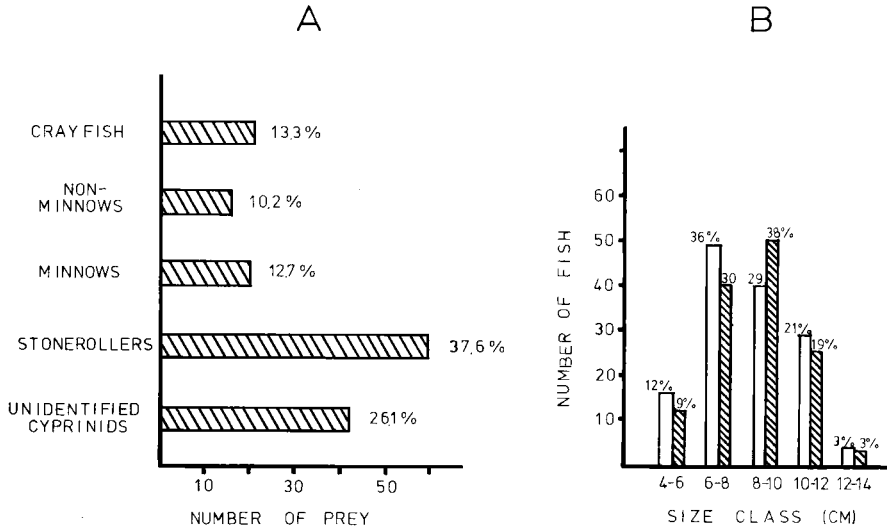 A
CRAYFISH
13,3 %
NON-
MINNOWS
10,2 %
MINNOWS
12,7 %
STONEROLLERS
37,6 %
UNIDENTIFIED
CYPRINIDS
26,1 %
10 30 50
NUMBER OF PREY
B
NUMBER OF FISH
60
50
40
30
20
10
12%
9%
36%
30
29
38%
21%
19%
3%
3%
4-6 6-8 8-10 10-12 12-14
SIZE CLASS (CM)